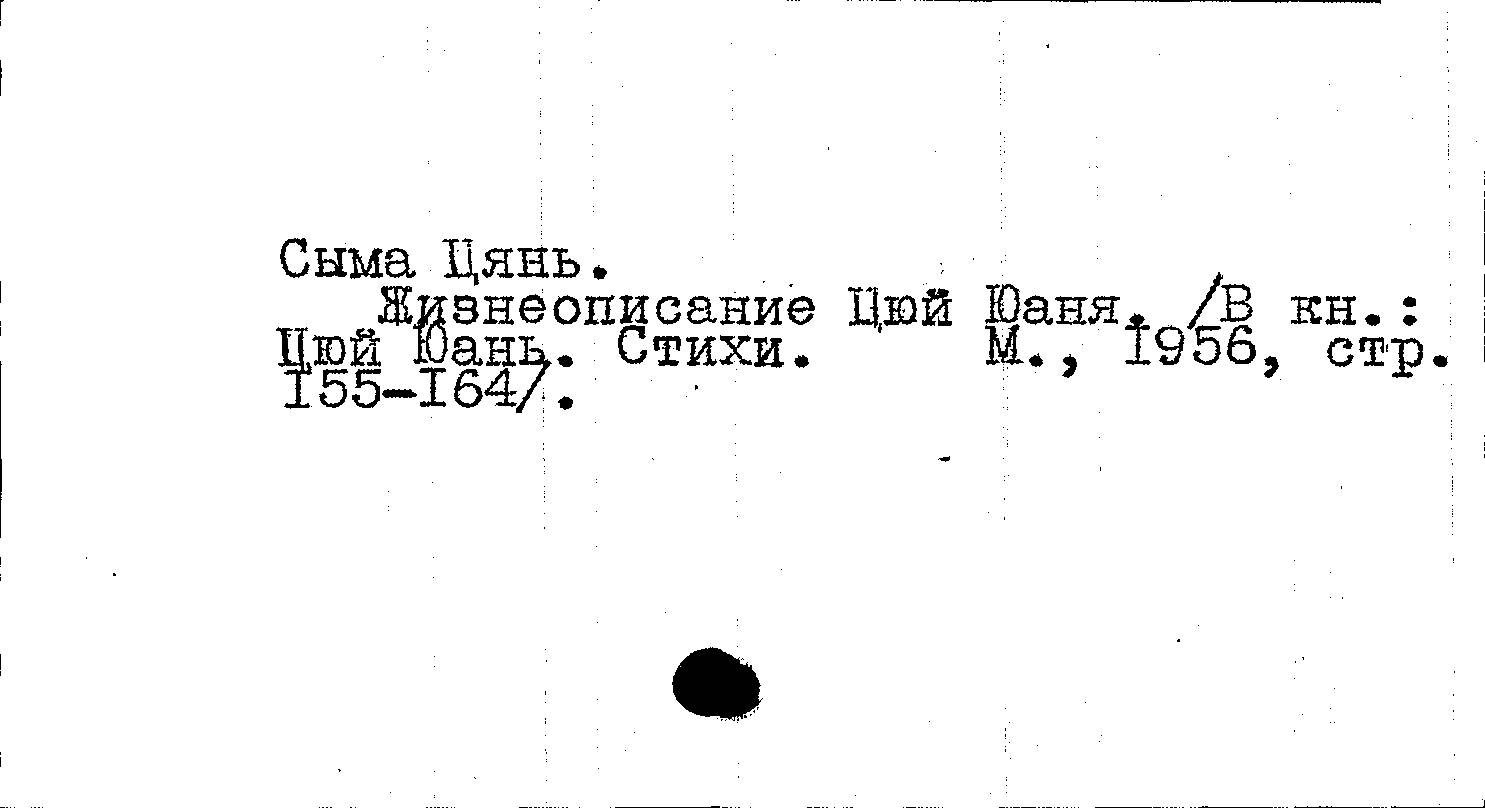 Сыма Цянь.
Жизнеописание Цюй Юаня. /В кн.:
Цюй Юань. Стихи. М., 1956, стр.
155-164/.